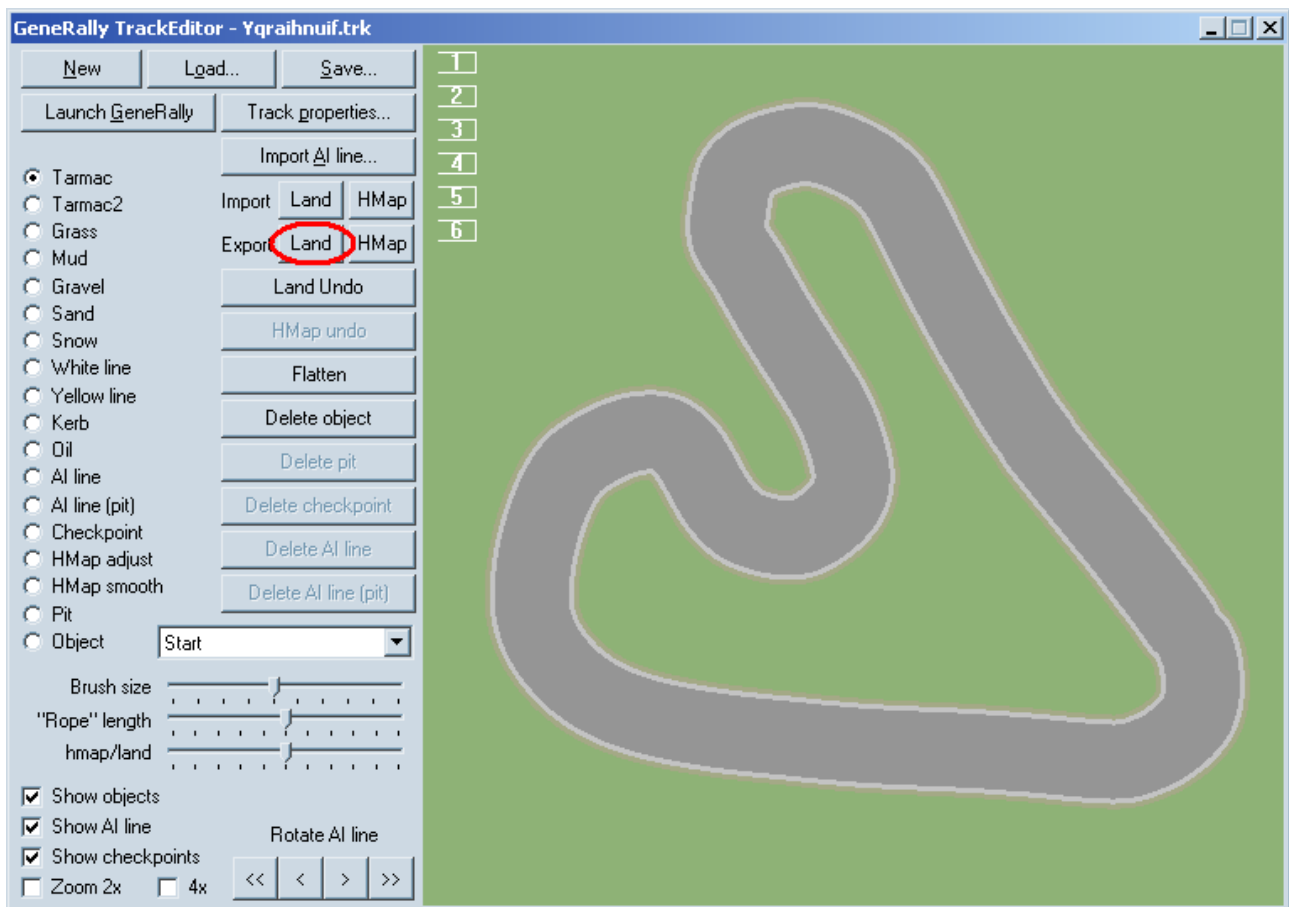 GeneRally TrackEditor - Yqraihnuif.trk
New Load... Save...
Launch GeneRally Track properties...
Import AI line...
Import Land HMap
Export Land HMap
Land Undo
HMap undo
Flatten
Delete object
Delete pit
Delete checkpoint
Delete AI line
Delete AI line (pit)
Tarmac
Tarmac2
Grass
Mud
Gravel
Sand
Snow
White line
Yellow line
Kerb
Oil
AI line
AI line (pit)
Checkpoint
HMap adjust
HMap smooth
Pit
Object Start
Brush size
"Rope" length
hmap/land
Show objects
Show AI line
Show checkpoints
Zoom 2x 4x
Rotate AI line
<< < > >>
1
2
3
4
5
6